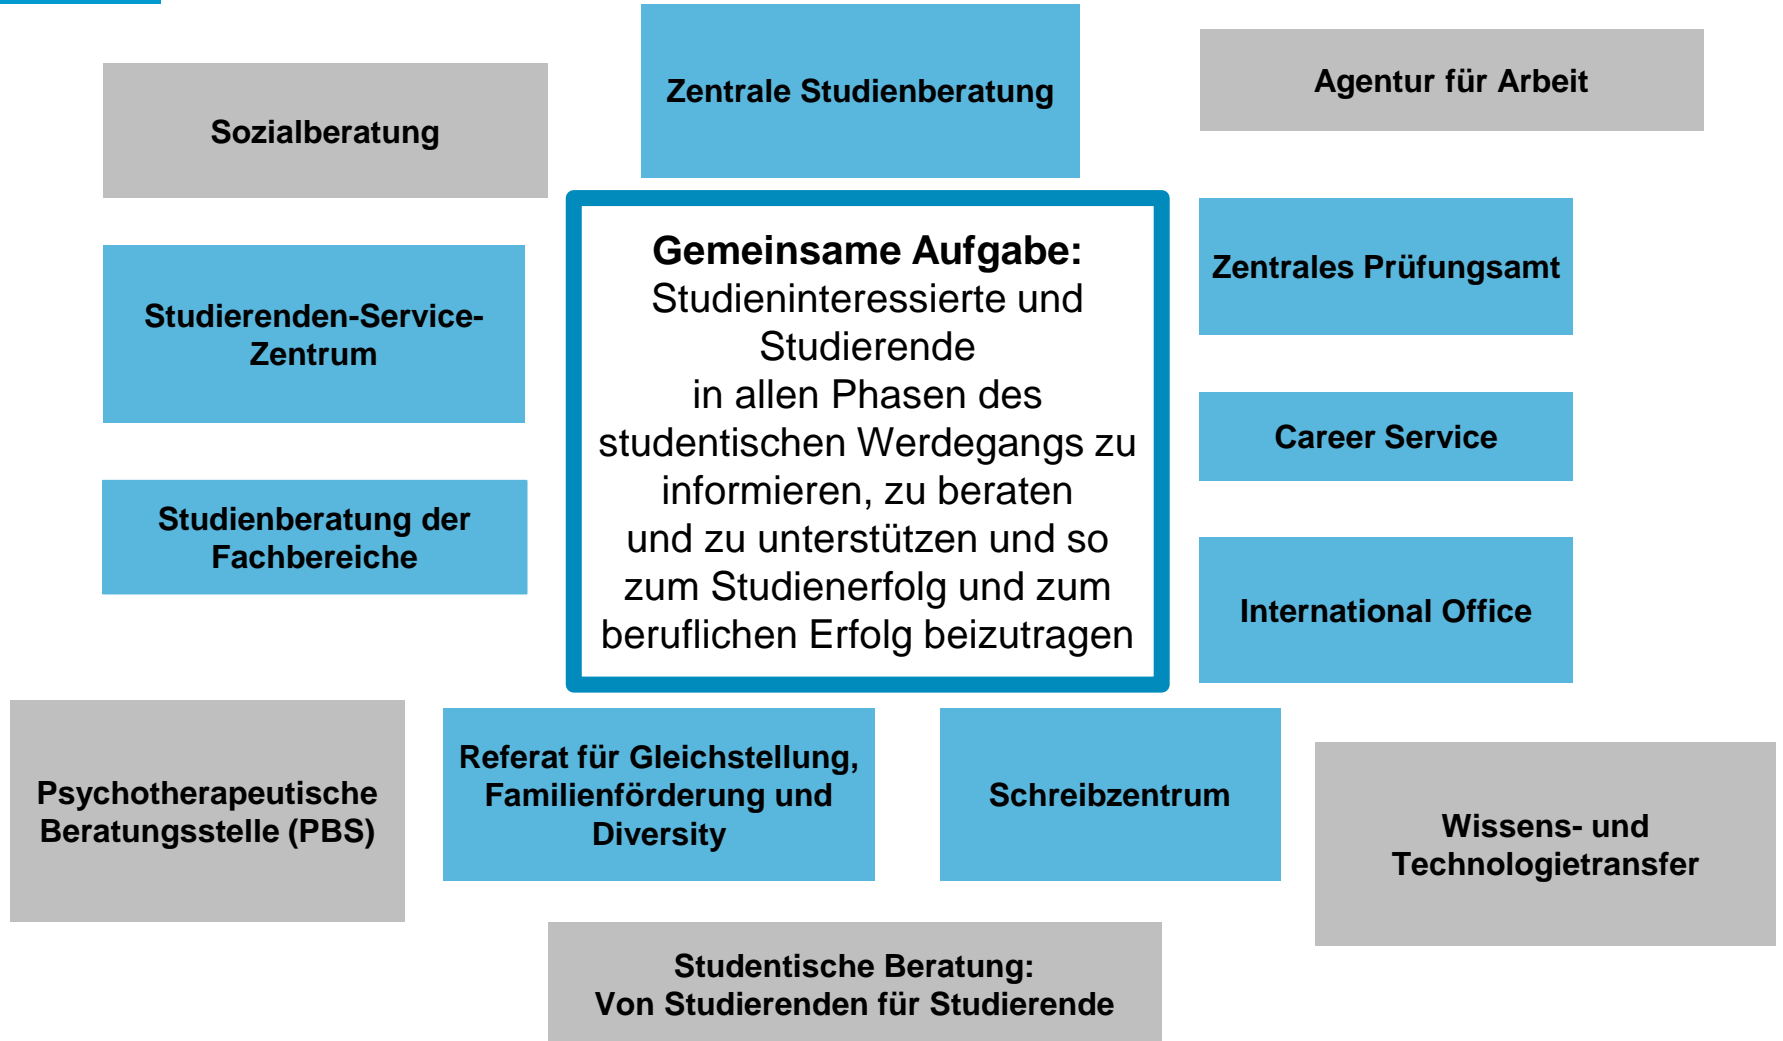 Zentrale Studienberatung
Agentur für Arbeit
Sozialberatung
Gemeinsame Aufgabe:
Studieninteressierte und
Studierende
in allen Phasen des
studentischen Werdegangs zu
informieren, zu beraten
und zu unterstützen und so
zum Studienerfolg und zum
beruflichen Erfolg beizutragen
Zentrales Prüfungsamt
Studierenden-Service-
Zentrum
Career Service
Studienberatung der
Fachbereiche
International Office
Psychotherapeutische
Beratungsstelle (PBS)
Referat für Gleichstellung,
Familienförderung und
Diversity
Schreibzentrum
Wissens- und
Technologietransfer
Studentische Beratung:
Von Studierenden für Studierende